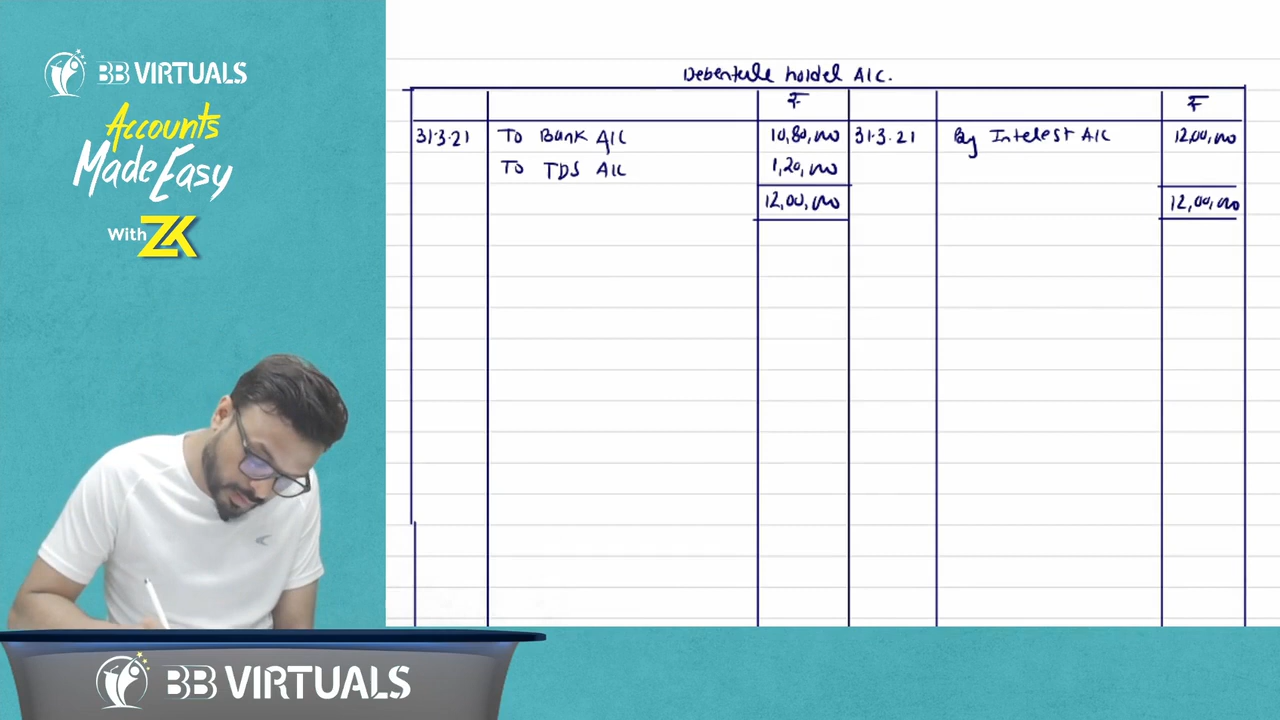 BB VIRTUALS
Accounts
Made Easy
With ZK
Debenture holder A/C.
₹ ₹
31.3.21 To Bank A/C 10,80,000 31.3.21 By Interest A/C 12,00,000
To TDS A/C 1,20,000
12,00,000 12,00,000
BB VIRTUALS